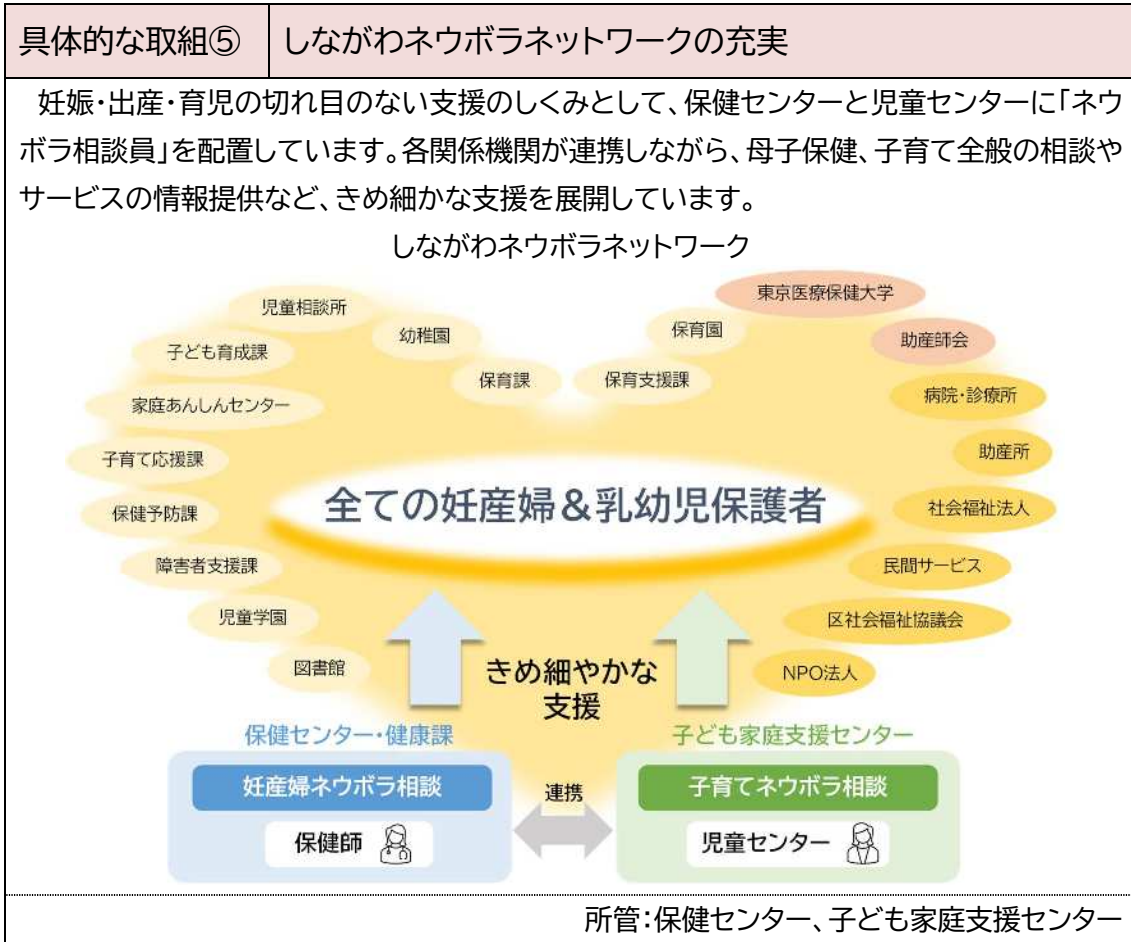 具体的な取組⑤
しながわネウボラネットワークの充実
妊娠・出産・育児の切れ目のない支援のしくみとして、保健センターと児童センターに「ネウ
ボラ相談員」を配置しています。各関係機関が連携しながら、母子保健、子育て全般の相談や
サービスの情報提供など、きめ細かな支援を展開しています。
しながわネウボラネットワーク
児童相談所
幼稚園
子ども育成課
保育課
家庭あんしんセンター
子育て応援課
保健予防課
障害者支援課
児童学園
図書館
東京医療保健大学
保育園
助産師会
保育支援課
病院・診療所
助産所
社会福祉法人
民間サービス
区社会福祉協議会
NPO法人
全ての妊産婦&乳幼児保護者
きめ細やかな
支援
保健センター・健康課
妊産婦ネウボラ相談
保健師
連携
子ども家庭支援センター
子育てネウボラ相談
児童センター
所管:保健センター、子ども家庭支援センター